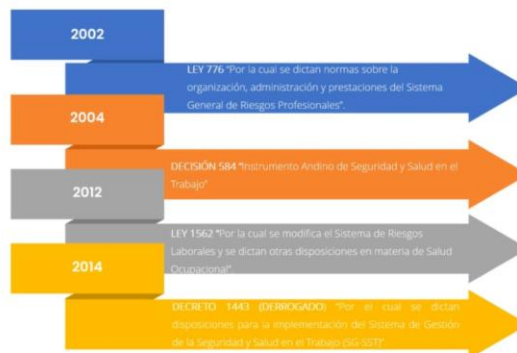 2002
LEY 776 "Por la cual se dictan normas sobre la
organización, administración y prestaciones del Sistema
General de Riesgos Profesionales".
2004
DECISIÓN 584 "Instrumento Andino de Seguridad y Salud en el
Trabajo"
2012
LEY 1562 "Por la cual se modifica el Sistema de Riesgos
Laborales y se dictan otras disposiciones en materia de Salud
Ocupacional".
2014
DECRETO 1443 (DERROGADO) "Por el cual se dictan
disposiciones para la implementación del Sistema de Gestión
de la Seguridad y Salud en el Trabajo (SG-SST)".